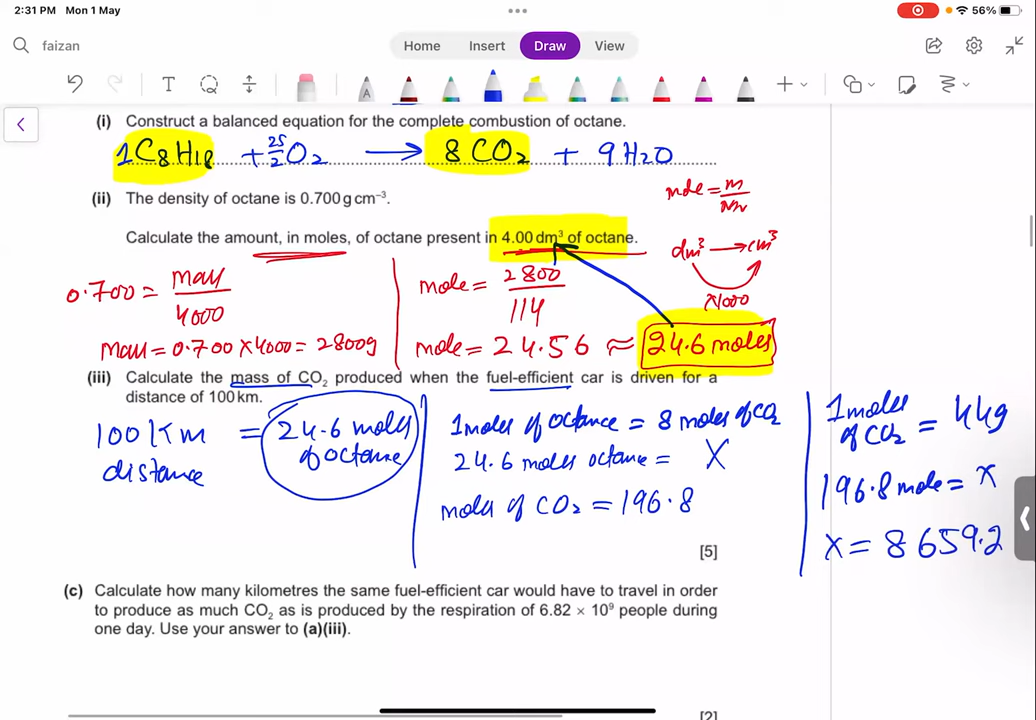 2:31 PM Mon 1 May
56%
faizan
Home Insert Draw View
(i) Construct a balanced equation for the complete combustion of octane.
1C8H18 + 25/2 O2 → 8 CO2 + 9H2O
(ii) The density of octane is 0.700 g cm⁻³.
mole = m/Mr
Calculate the amount, in moles, of octane present in 4.00 dm³ of octane.
dm³ → cm³
×1000
0.700 = mass/4000
mole = 2800/114
Mass = 0.700 × 4000 = 2800g
mole = 24.56 ≈ 24.6 moles
(iii) Calculate the mass of CO₂ produced when the fuel-efficient car is driven for a
distance of 100 km.
100 Km = 24.6 moles
distance of octane
1 moles of octance = 8 moles of CO2
24.6 moles octane = X
moles of CO2 = 196.8
1 moles
of CO2 = 44g
196.8 mole = x
x = 8659.2
[5]
(c) Calculate how many kilometres the same fuel-efficient car would have to travel in order
to produce as much CO₂ as is produced by the respiration of 6.82 × 10⁹ people during
one day. Use your answer to (a)(iii).
[2]